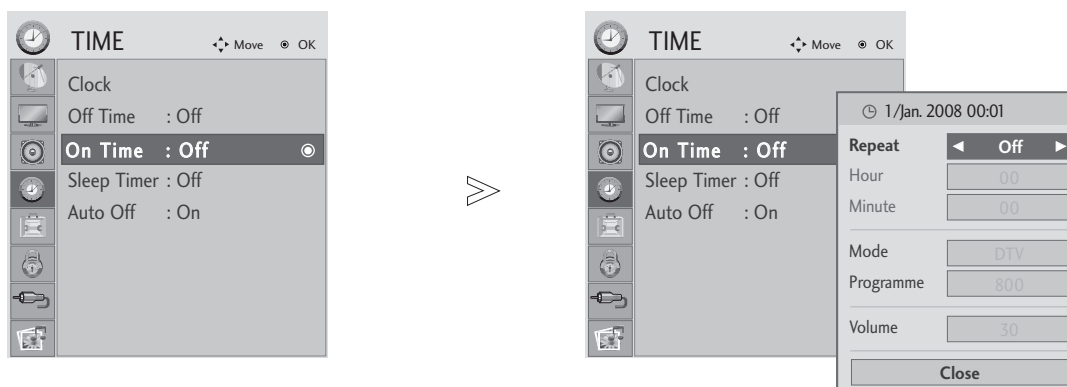 TIME Move OK
Clock
Off Time : Off
On Time : Off
Sleep Timer : Off
Auto Off : On
TIME Move OK
Clock
Off Time : Off
On Time : Off
Sleep Timer : Off
Auto Off : On
1/Jan. 2008 00:01
Repeat ◄ Off ►
Hour 00
Minute 00
Mode DTV
Programme 800
Volume 30
Close